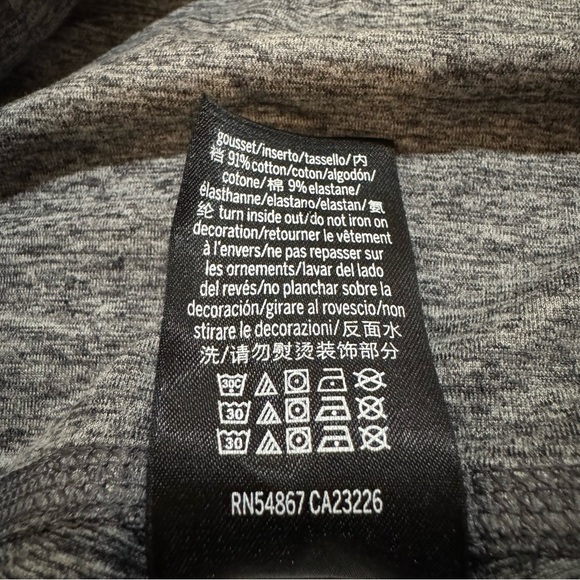 gousset/inserto/tassello/内
裆 91% cotton/coton/algodón/
cotone/棉 9% elastane/
élasthanne/elastano/elastan/氨
纶 turn inside out/do not iron on
decoration/retourner le vêtement
à l'envers/ne pas repasser sur
les ornements/lavar del lado
del revés/no planchar sobre la
decoración/girare al rovescio/non
stirare le decorazioni/反面水
洗/请勿熨烫装饰部分
30C
30
30
RN54867 CA23226